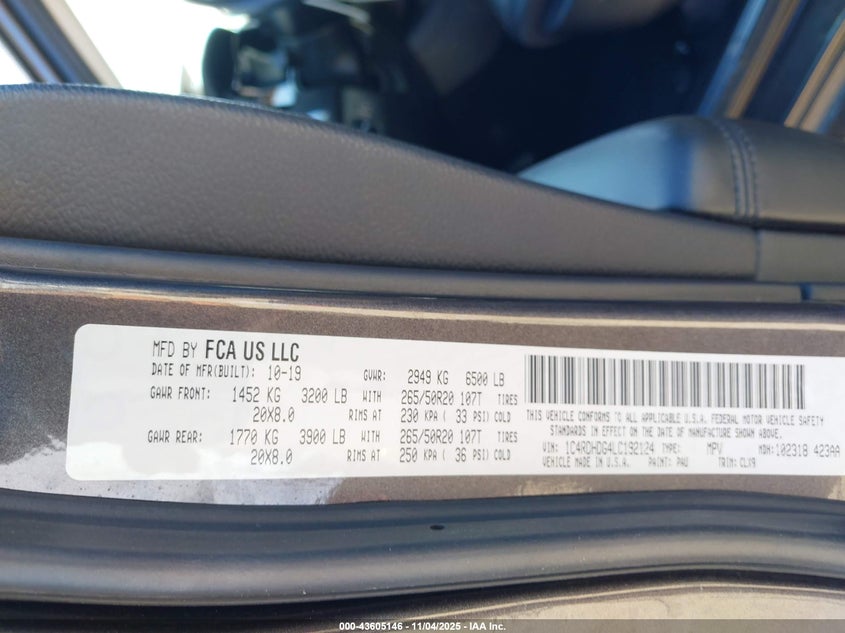 MFD BY FCA US LLC
DATE OF MFR(BUILT): 10-19 GVWR: 2949 KG 6500 LB
GAWR FRONT: 1452 KG 3200 LB WITH 265/50R20 107T TIRES
20X8.0 RIMS AT 230 KPA ( 33 PSI) COLD
GAWR REAR: 1770 KG 3900 LB WITH 265/50R20 107T TIRES
20X8.0 RIMS AT 250 KPA ( 36 PSI) COLD
THIS VEHICLE CONFORMS TO ALL APPLICABLE U.S.A. FEDERAL MOTOR VEHICLE SAFETY
STANDARDS IN EFFECT ON THE DATE OF MANUFACTURE SHOWN ABOVE.
VIN: 1C4RDHDG4LC192124 TYPE: MPV MDH: 102318 423AA
VEHICLE MADE IN U.S.A. PAINT: PAU TRIM: CLX9
000-43605146 - 11/04/2025 - IAA Inc.